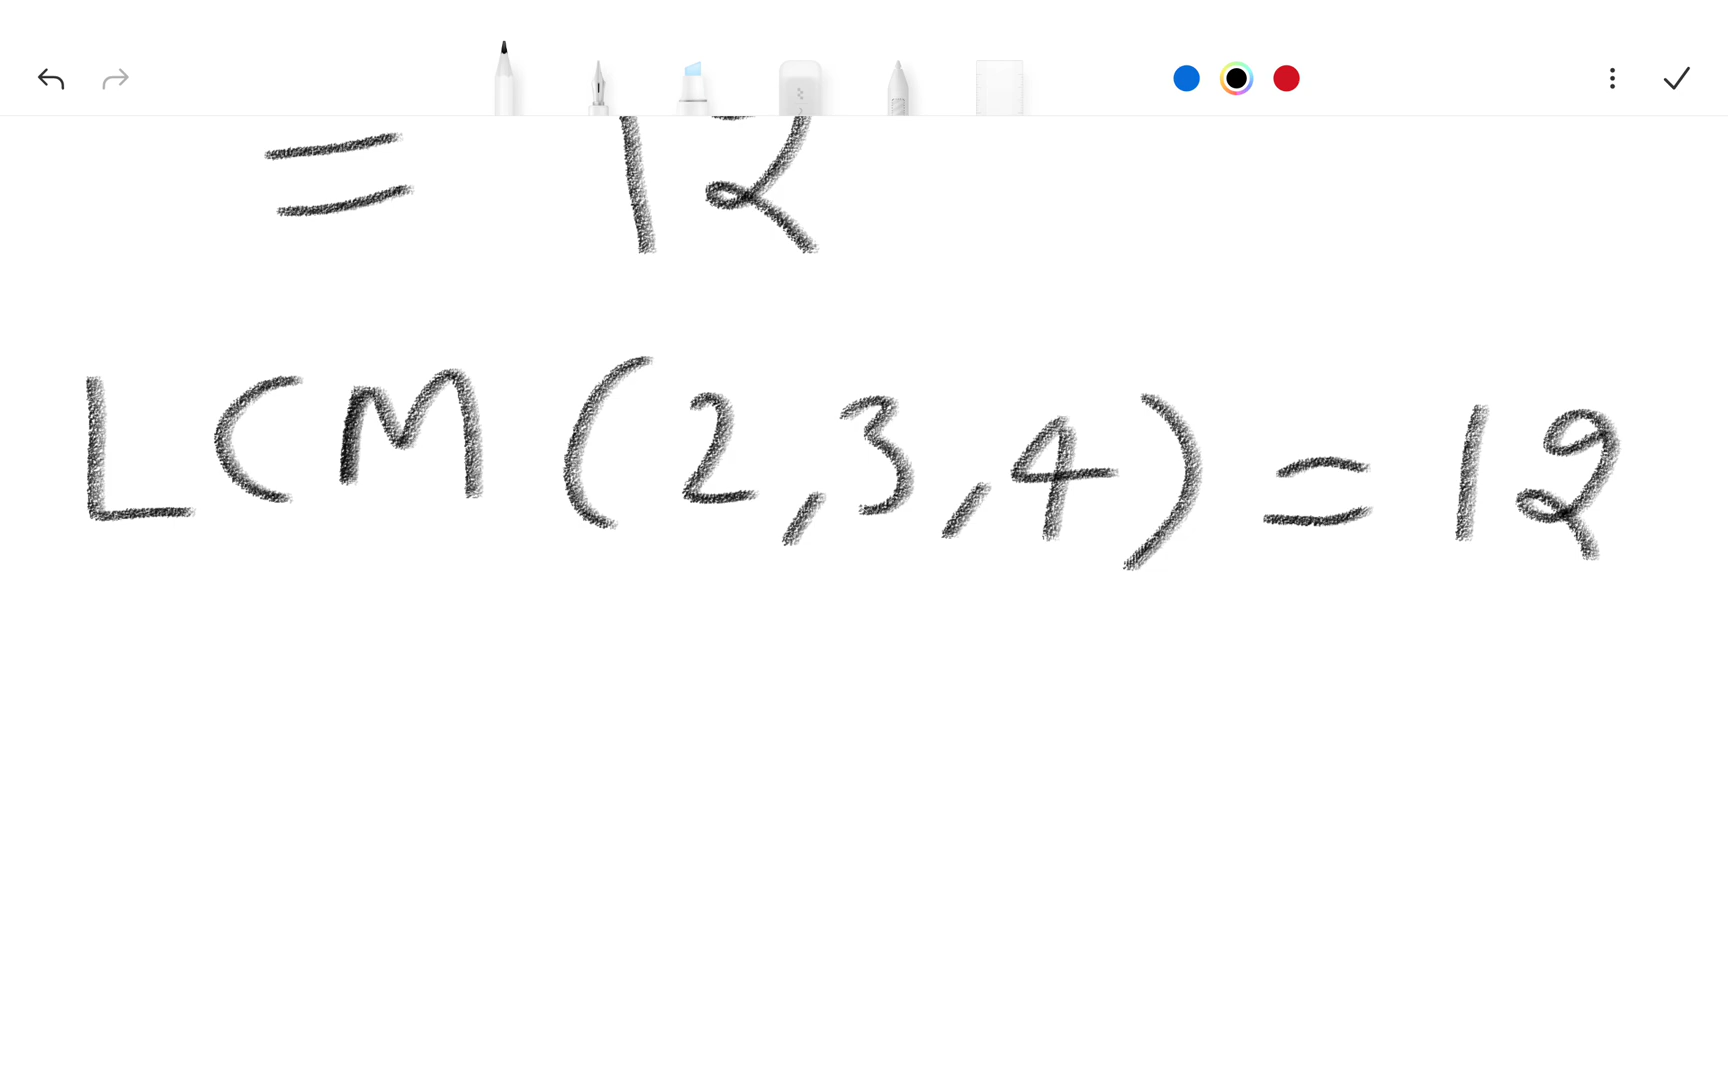 = 12
LCM (2,3,4) = 12